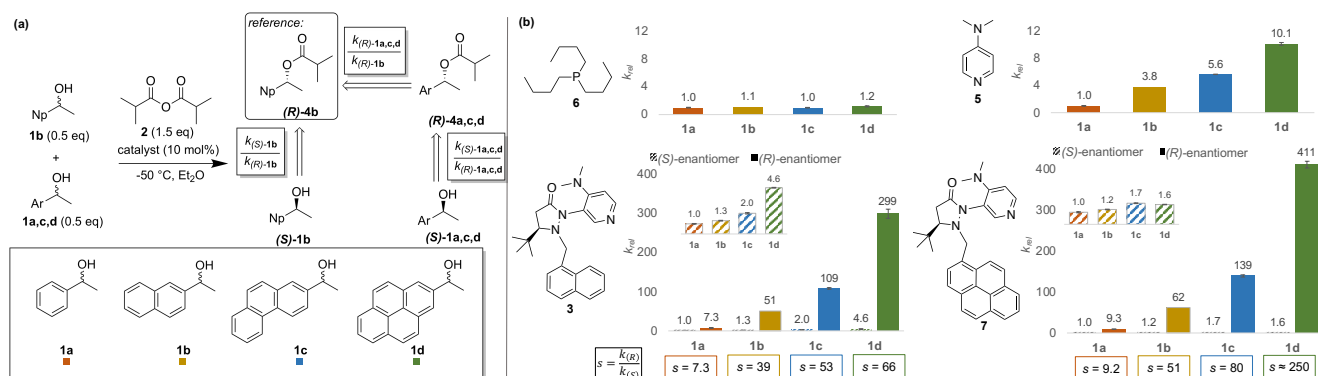 (a)
OH
Np
1b (0.5 eq)
+
OH
Ar
1a,c,d (0.5 eq)
O O
O
2 (1.5 eq)
catalyst (10 mol%)
-50 °C, Et2O
reference:
O
O
Np
(R)-4b
k(R)-1a,c,d
k(R)-1b
O
O
Ar
(R)-4a,c,d
k(S)-1b
k(R)-1b
k(S)-1a,c,d
k(R)-1a,c,d
OH
Np
(S)-1b
OH
Ar
(S)-1a,c,d
OH
OH
OH
OH
1a 1b 1c 1d
(b)
P
6
krel
12
8
4
0
1.0 1.1 1.0 1.2
1a 1b 1c 1d
N
N
5
krel
12
8
4
0
1.0 3.8 5.6 10.1
1a 1b 1c 1d
O
N
N
N
N
3
(S)-enantiomer (R)-enantiomer
krel
400
300
200
100
0
1.0 1.3 2.0 4.6
1a 1b 1c 1d
1.0 7.3 1.3 51 2.0 109 4.6 299
1a 1b 1c 1d
s = k(R) / k(S)
s = 7.3 s = 39 s = 53 s = 66
O
N
N
N
N
7
(S)-enantiomer (R)-enantiomer
krel
400
300
200
100
0
1.0 1.2 1.7 1.6
1a 1b 1c 1d
1.0 9.3 1.2 62 1.7 139 1.6 411
1a 1b 1c 1d
s = 9.2 s = 51 s = 80 s ≈ 250